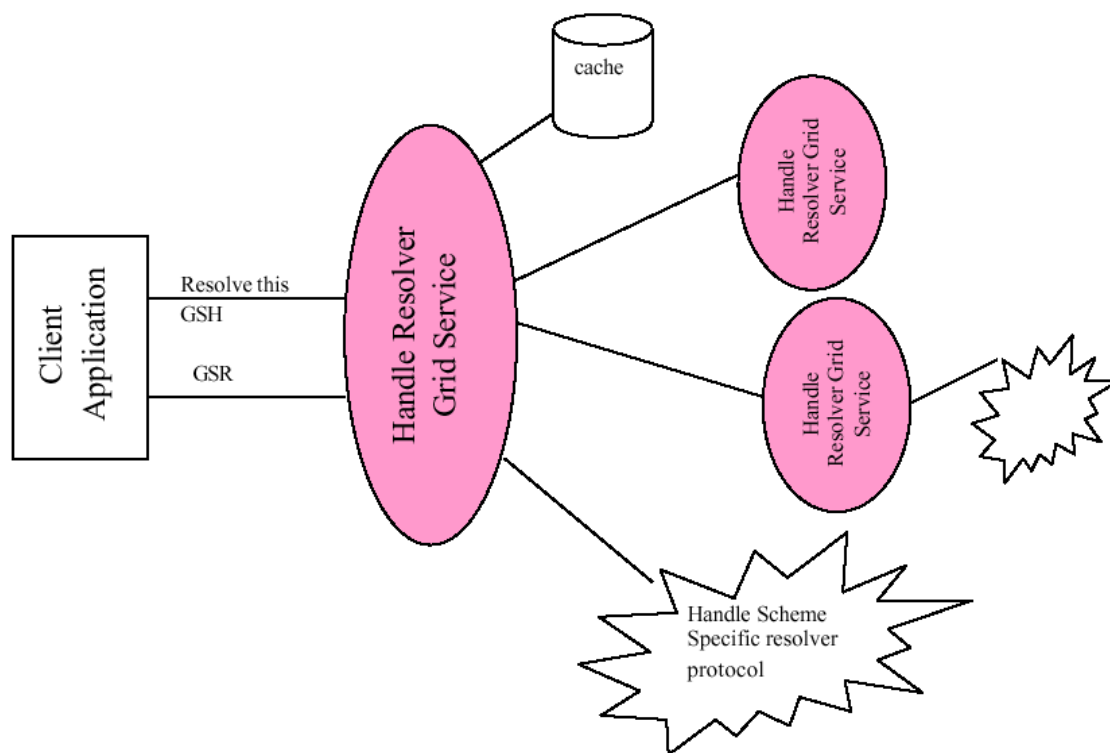 cache
Handle
Resolver Grid
Service
Client
Application
Resolve this
GSH
GSR
Handle Resolver
Grid Service
Handle
Resolver Grid
Service
Handle Scheme
Specific resolver
protocol